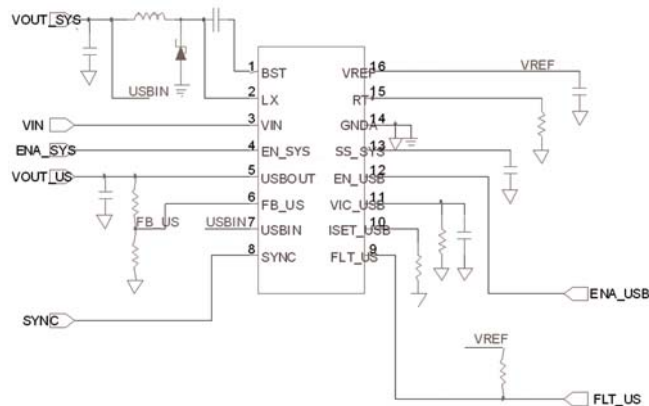 VOUT_SYS
USBIN
VIN
ENA_SYS
VOUT_US
FB_US
USBIN
SYNC
1 BST
2 LX
3 VIN
4 EN_SYS
5 USBOUT
6 FB_US
7 USBIN
8 SYNC
VREF 16
RT 15
GNDA 14
SS_SYS 13
EN_USB 12
VIC_USB 11
ISET_USB 10
FLT_US 9
VREF
ENA_USB
VREF
FLT_US